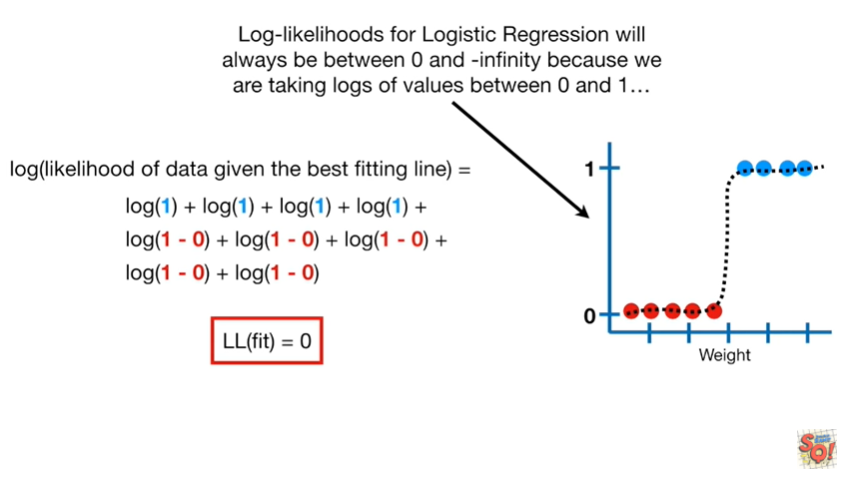 Log-likelihoods for Logistic Regression will
always be between 0 and -infinity because we
are taking logs of values between 0 and 1…
log(likelihood of data given the best fitting line) =
log(1) + log(1) + log(1) + log(1) +
log(1 - 0) + log(1 - 0) + log(1 - 0) +
log(1 - 0) + log(1 - 0)
LL(fit) = 0
1
0
Weight
SQ!